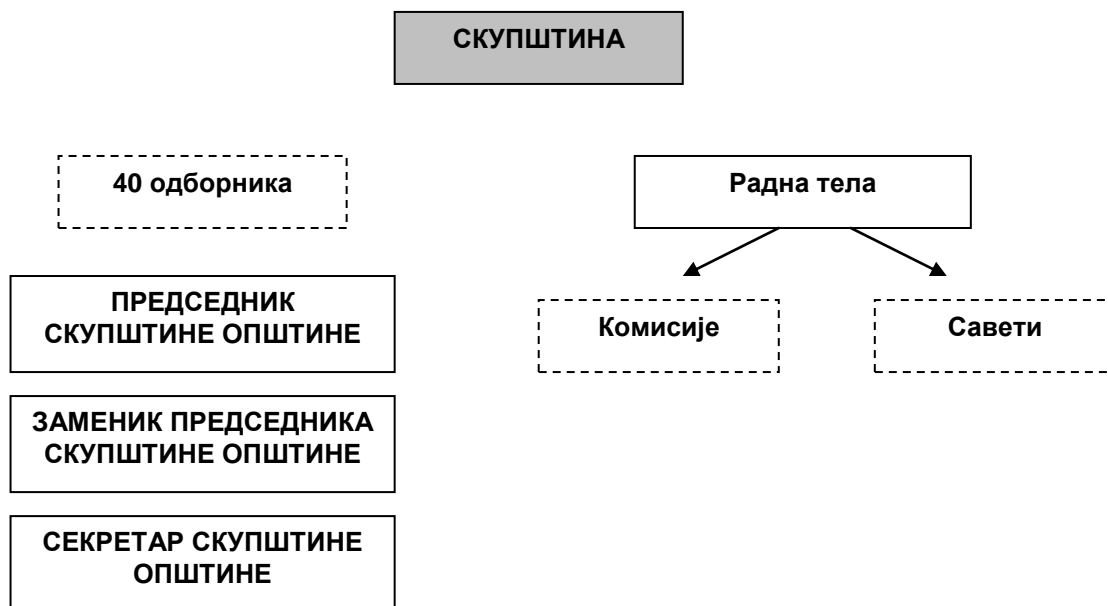 СКУПШТИНА
40 одборника
Радна тела
ПРЕДСЕДНИК
СКУПШТИНЕ ОПШТИНЕ
Комисије
Савети
ЗАМЕНИК ПРЕДСЕДНИКА
СКУПШТИНЕ ОПШТИНЕ
СЕКРЕТАР СКУПШТИНЕ
ОПШТИНЕ